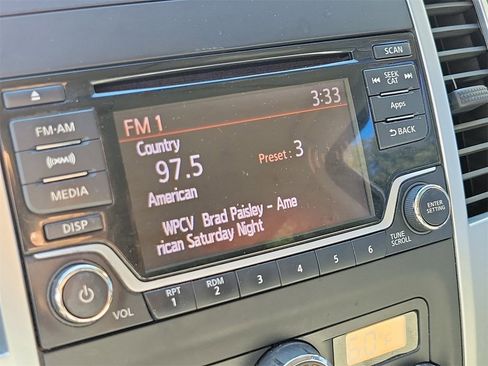 SCAN
SEEK
CAT
Apps
BACK
FM·AM
(((XM)))
MEDIA
DISP
FM 1
3:33
Country
97.5
Preset : 3
American
WPCV Brad Paisley - Ame
rican Saturday Night
ENTER
SETTING
TUNE
SCROLL
VOL
RPT
1
RDM
2
3
4
5
6
60°F